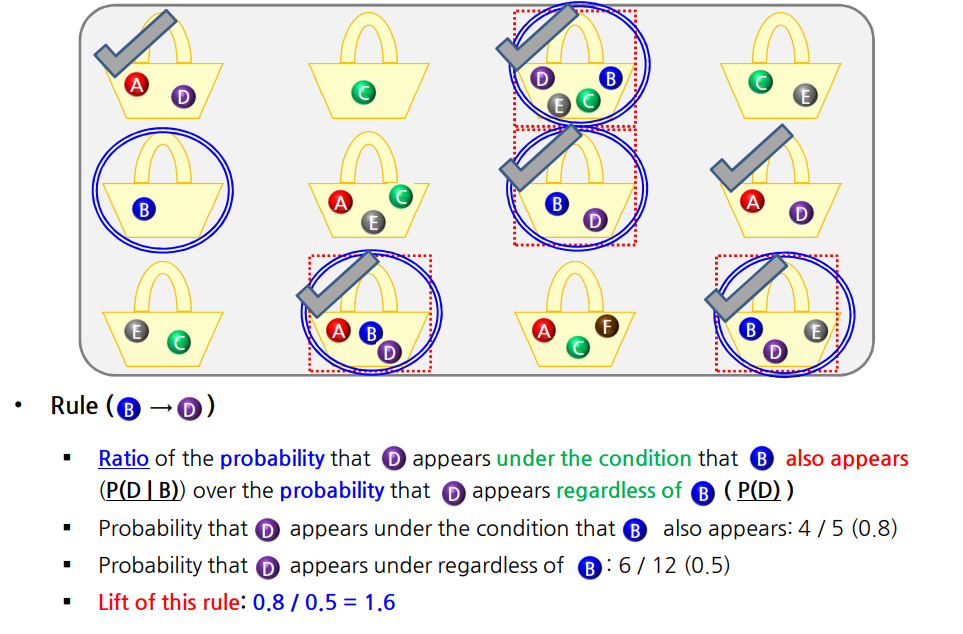 A D
C
D B E C
C E
B
A C E
B D
A D
E C
A B D
A F C
B E D
• Rule ( B → D )
▪ Ratio of the probability that D appears under the condition that B also appears
(P(D | B)) over the probability that D appears regardless of B ( P(D) )
▪ Probability that D appears under the condition that B also appears: 4 / 5 (0.8)
▪ Probability that D appears under regardless of B : 6 / 12 (0.5)
▪ Lift of this rule: 0.8 / 0.5 = 1.6